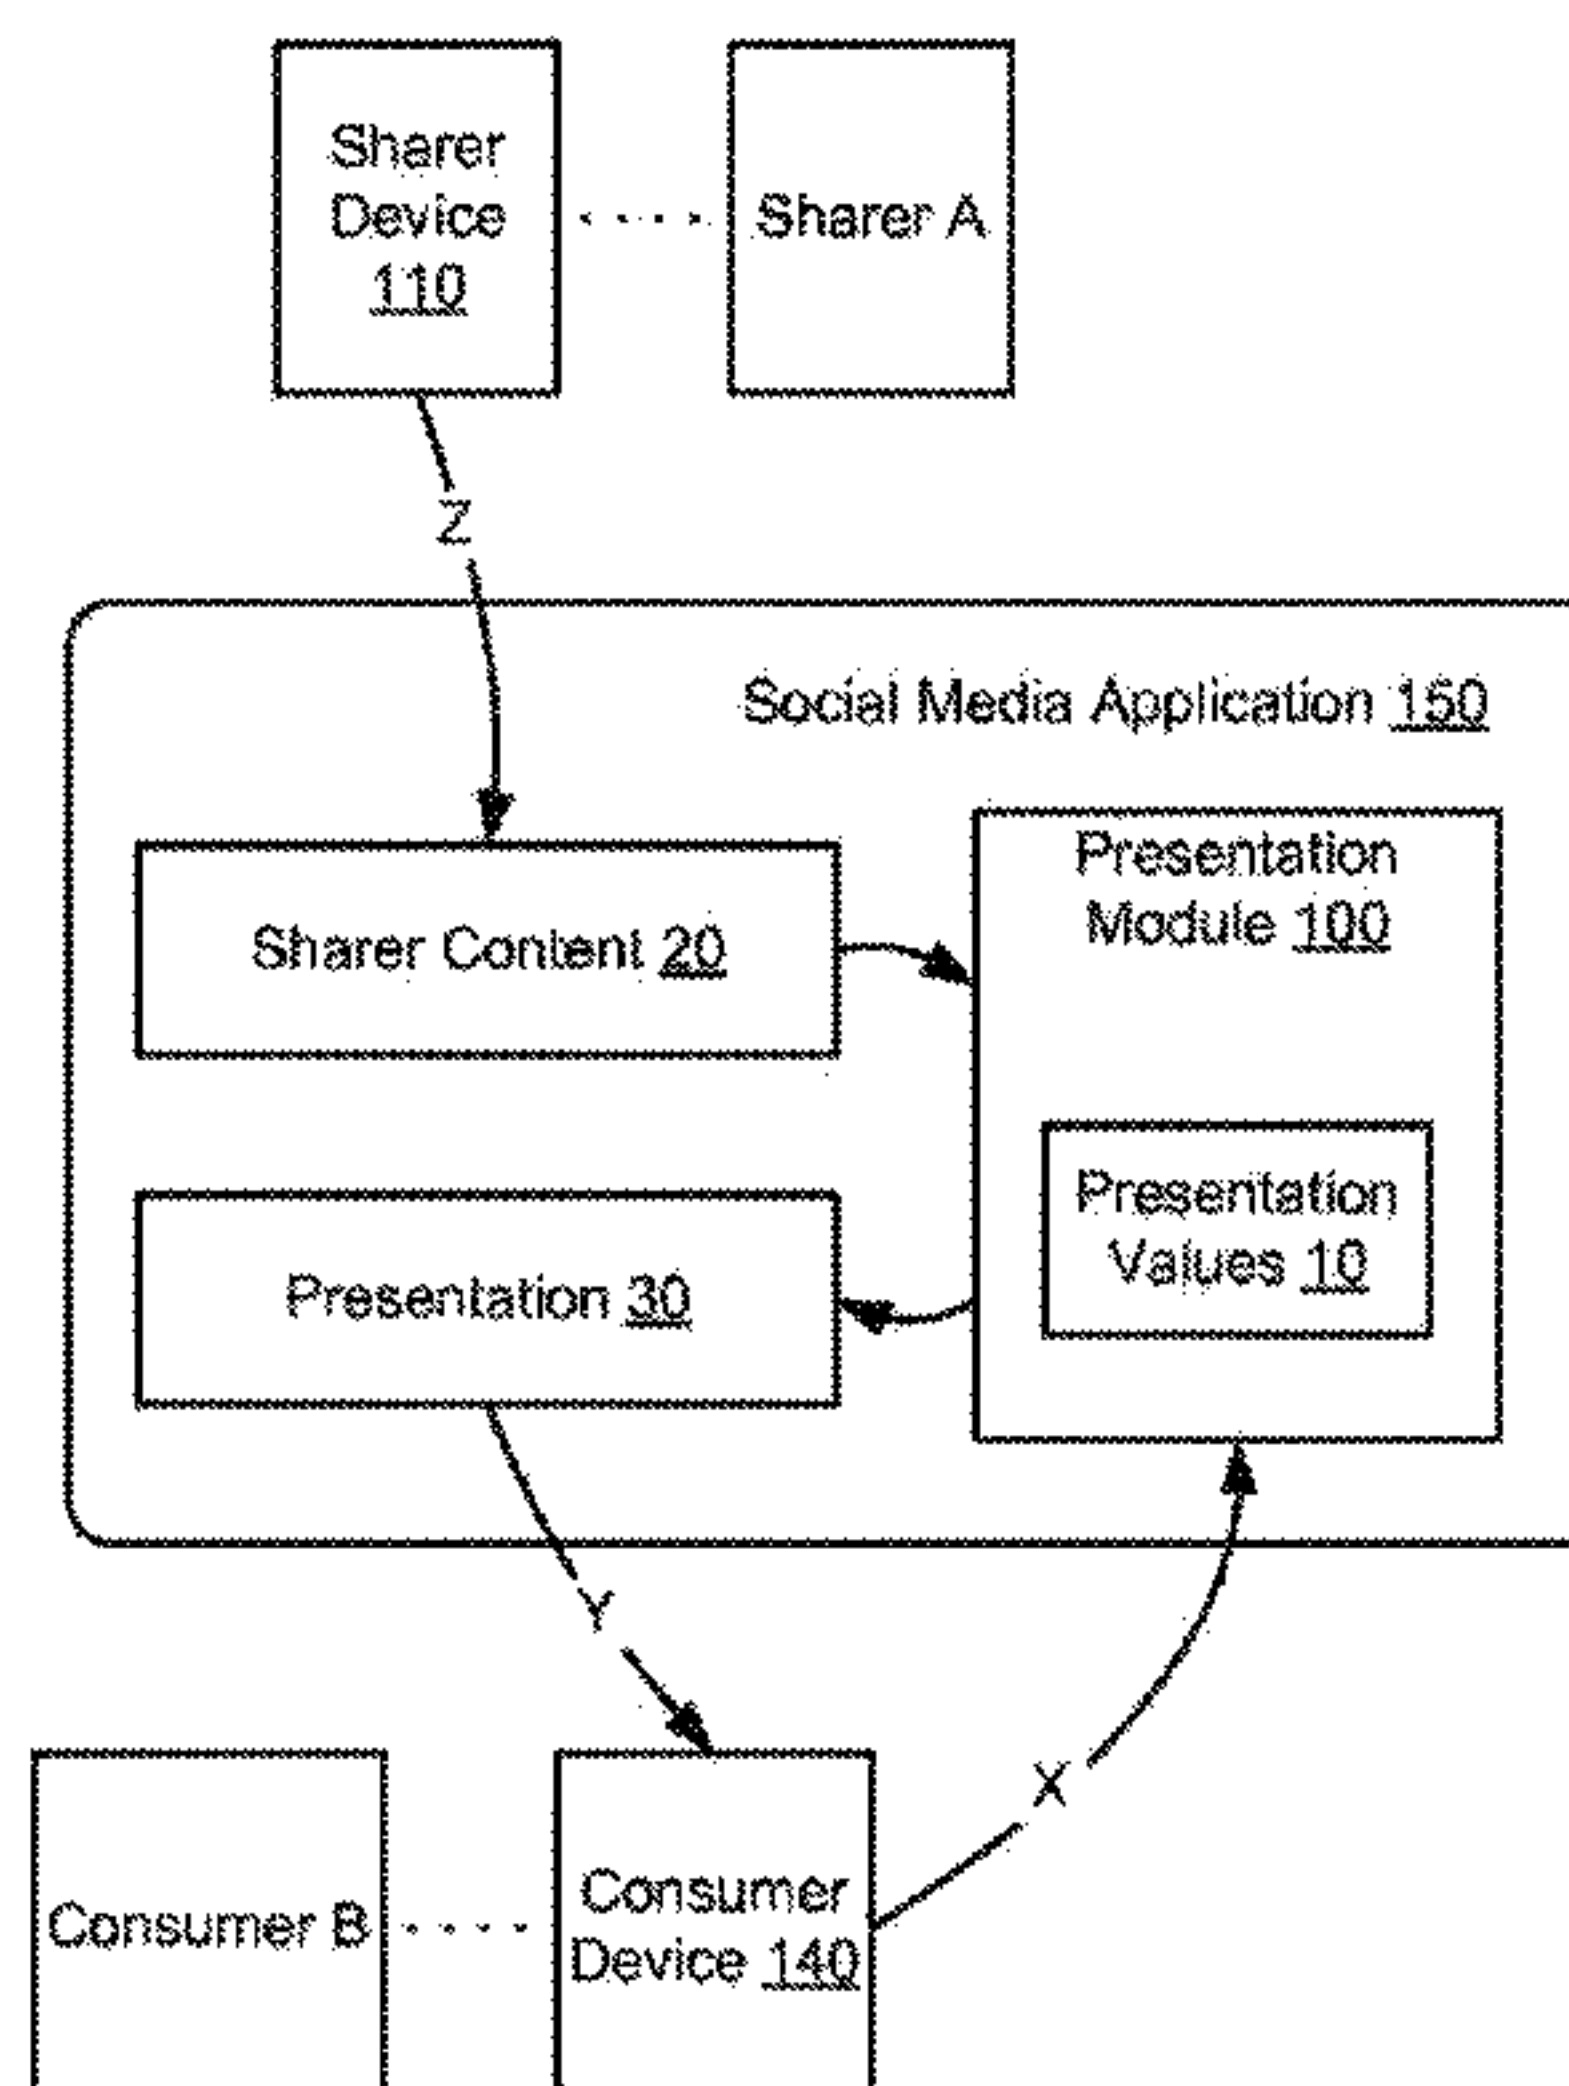 Sharer
Device
110
Sharer A
Z
Social Media Application 150
Presentation
Module 100
Sharer Content 20
Presentation
Values 10
Presentation 30
Y
X
Consumer B
Consumer
Device 140